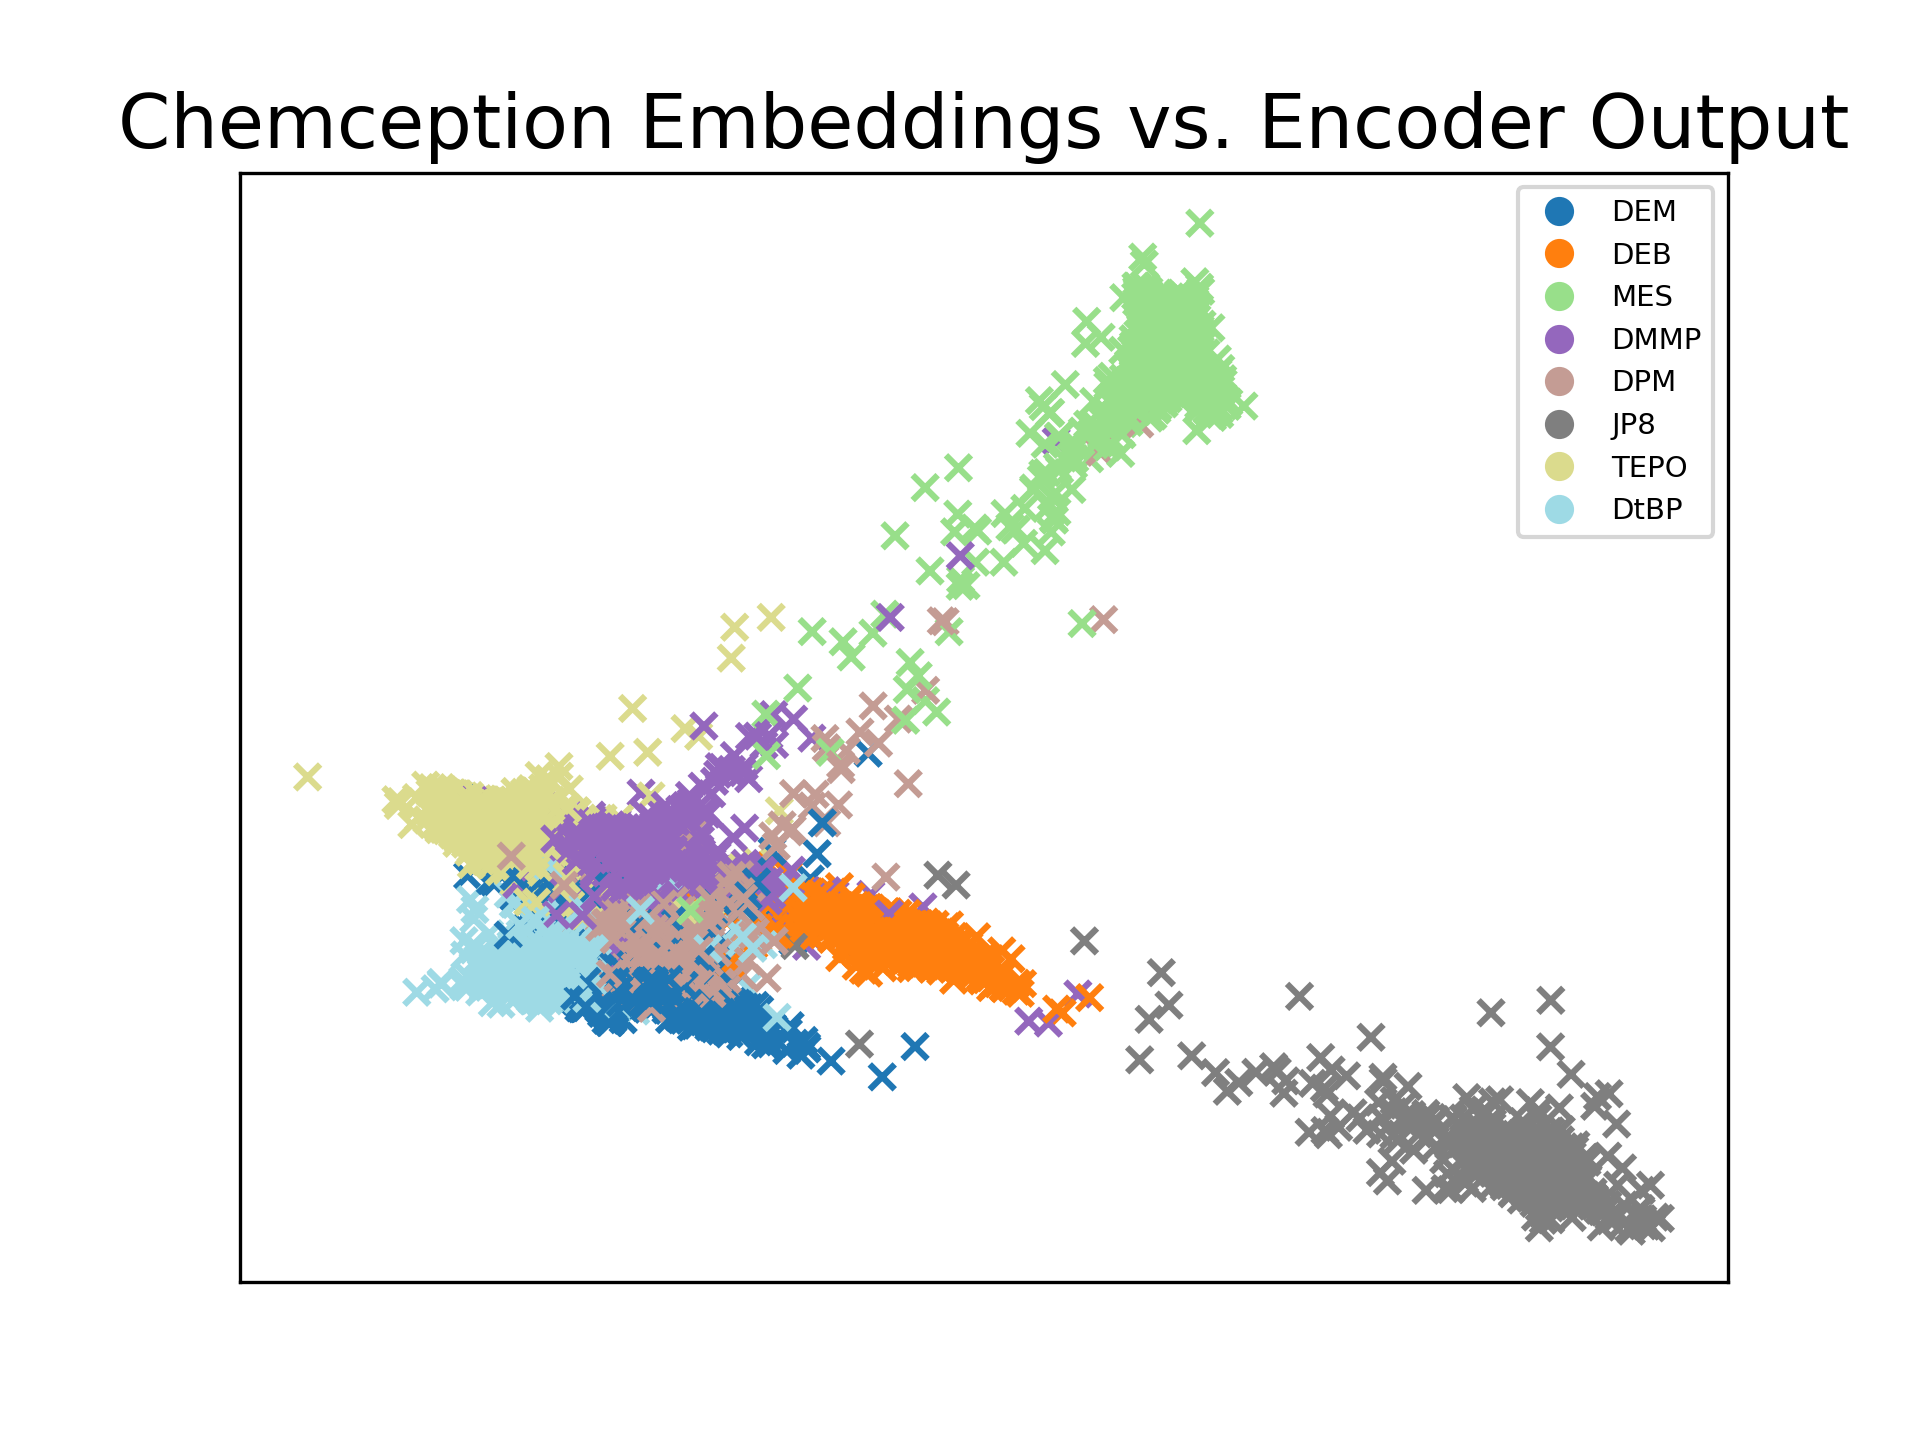 Chemception Embeddings vs. Encoder Output
DEM
DEB
MES
DMMP
DPM
JP8
TEPO
DtBP